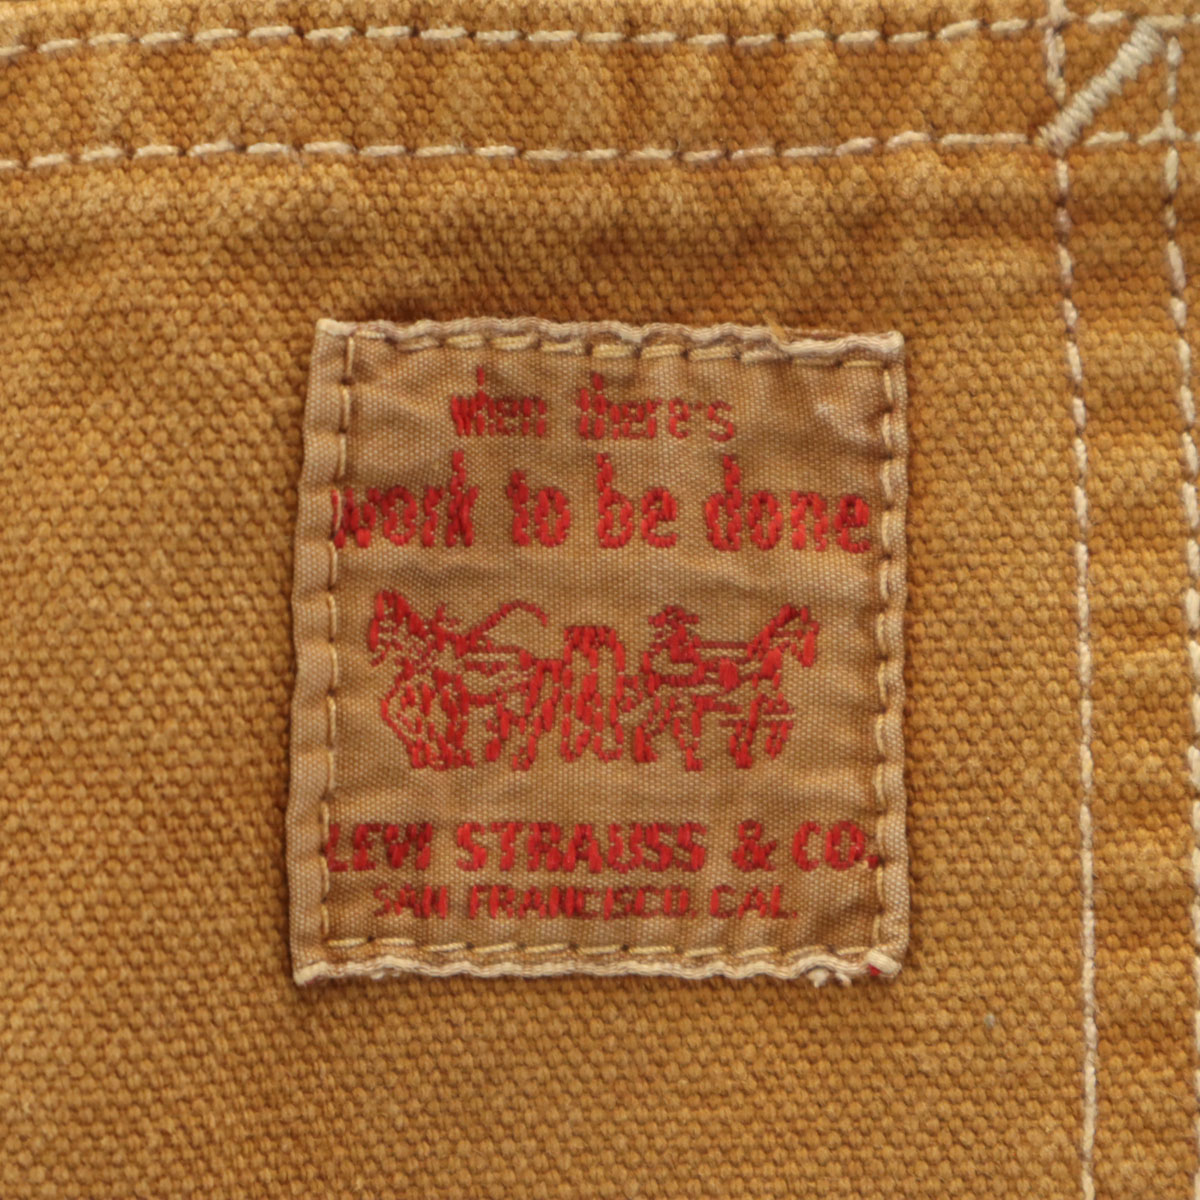 when there's
work to be done
LEVI STRAUSS & CO.
SAN FRANCISCO, CAL.